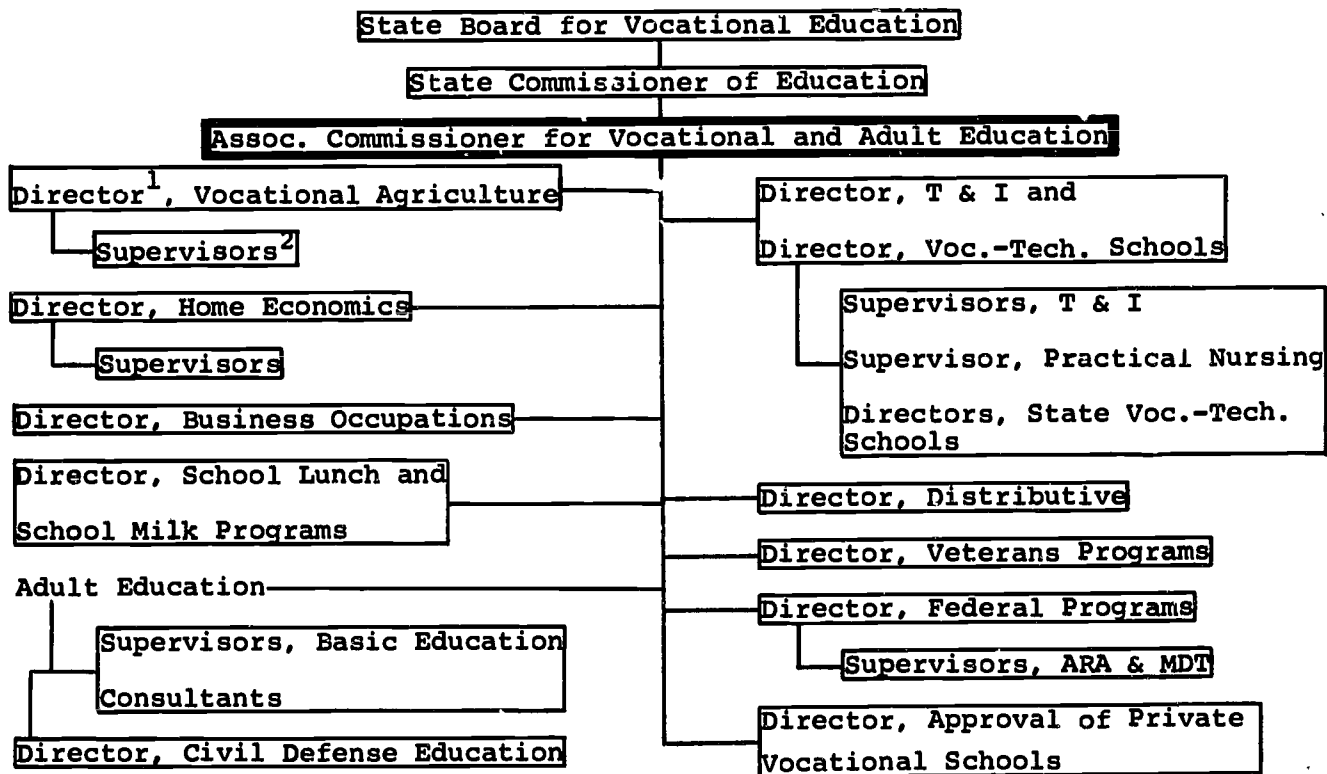 State Board for Vocational Education
State Commissioner of Education
Assoc. Commissioner for Vocational and Adult Education
Director¹, Vocational Agriculture
Supervisors²
Director, Home Economics
Supervisors
Director, Business Occupations
Director, School Lunch and
School Milk Programs
Adult Education
Supervisors, Basic Education
Consultants
Director, Civil Defense Education
Director, T & I and
Director, Voc.-Tech. Schools
Supervisors, T & I
Supervisor, Practical Nursing
Directors, State Voc.-Tech.
Schools
Director, Distributive
Director, Veterans Programs
Director, Federal Programs
Supervisors, ARA & MDT
Director, Approval of Private
Vocational Schools